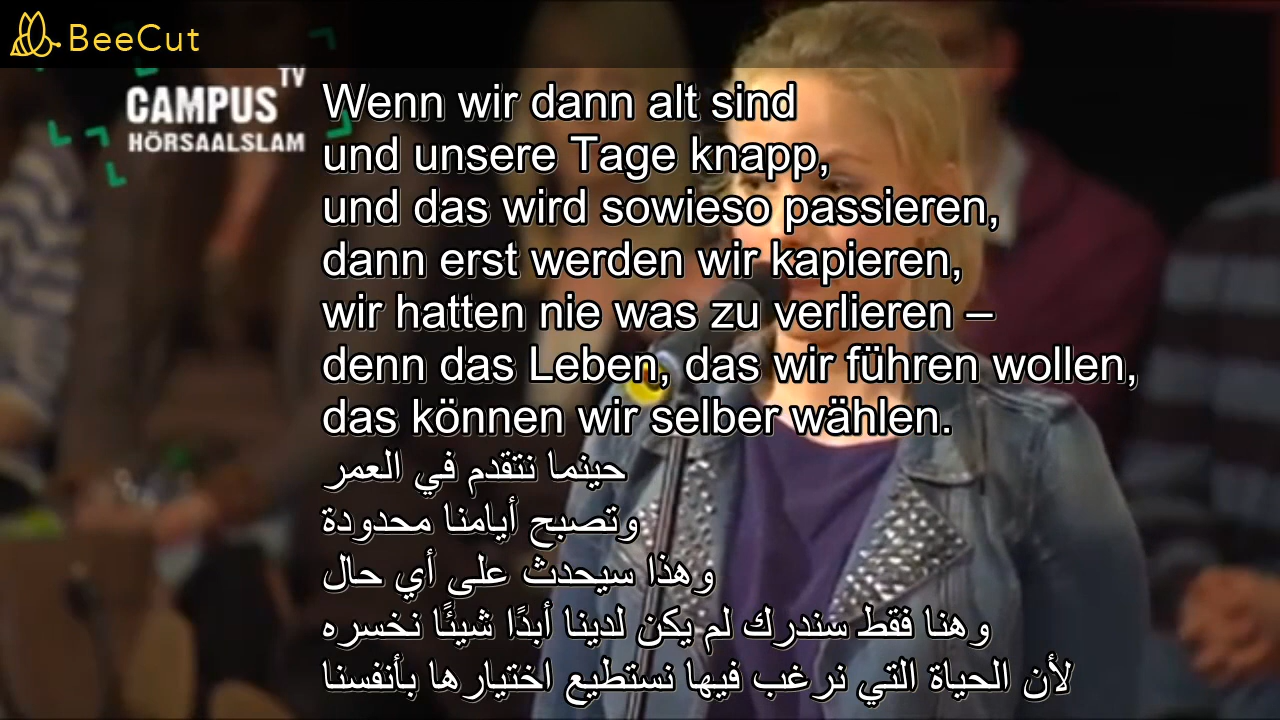 BeeCut
TV
CAMPUS
HÖRSAALSLAM
Wenn wir dann alt sind
und unsere Tage knapp,
und das wird sowieso passieren,
dann erst werden wir kapieren,
wir hatten nie was zu verlieren –
denn das Leben, das wir führen wollen,
das können wir selber wählen.
حينما نتقدم في العمر
وتصبح أيامنا محدودة
وهذا سيحدث على أي حال
وهنا فقط سندرك لم يكن لدينا أبدًا شيئًا نخسره
لأن الحياة التي نرغب فيها نستطيع اختيارها بأنفسنا